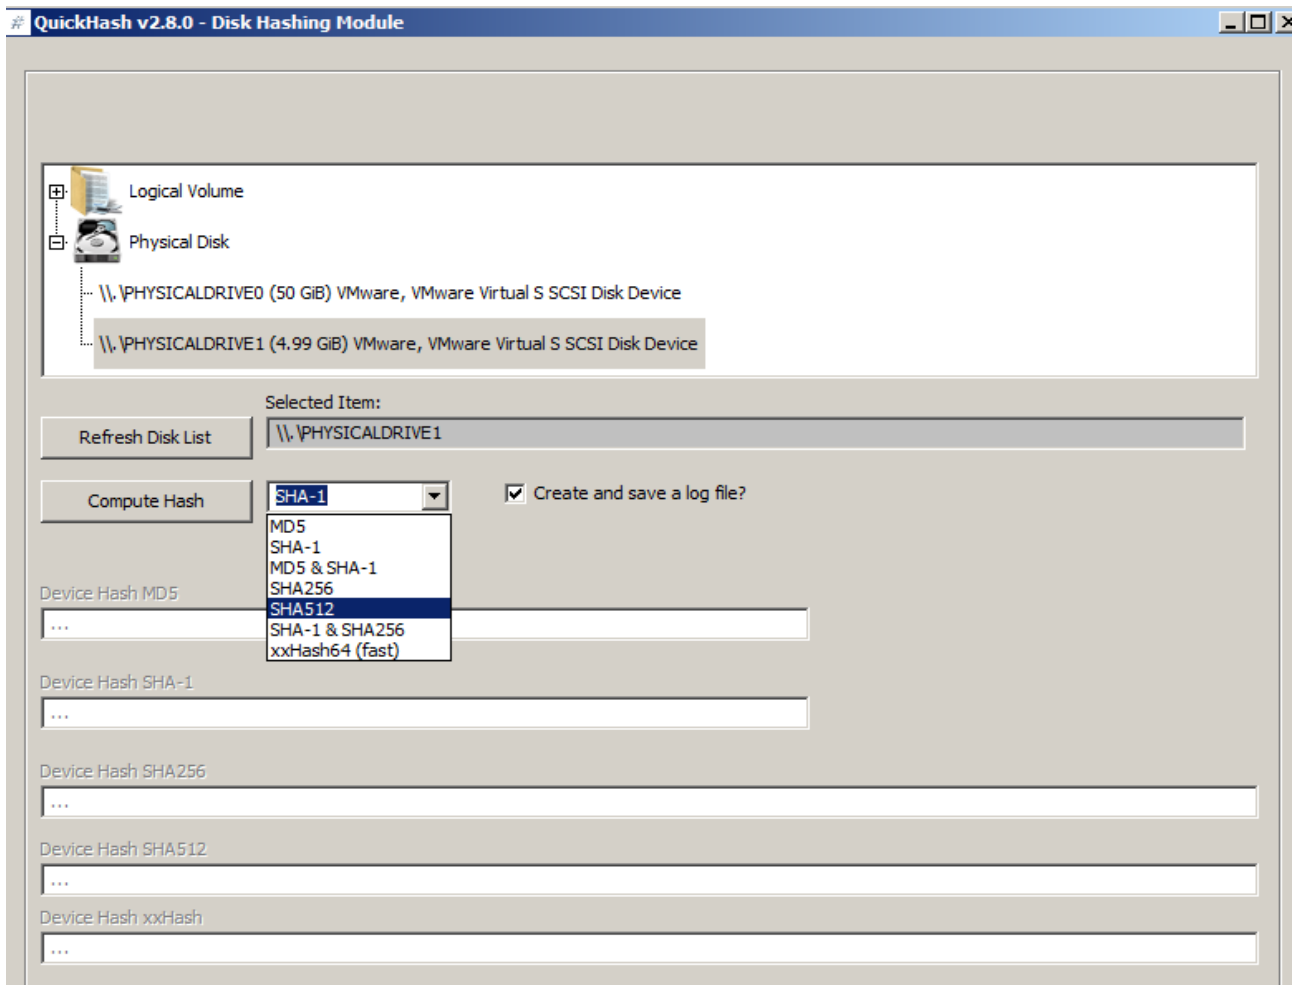 # QuickHash v2.8.0 - Disk Hashing Module
Logical Volume
Physical Disk
\\.\PHYSICALDRIVE0 (50 GiB) VMware, VMware Virtual S SCSI Disk Device
\\.\PHYSICALDRIVE1 (4.99 GiB) VMware, VMware Virtual S SCSI Disk Device
Selected Item:
Refresh Disk List
\\.\PHYSICALDRIVE1
Compute Hash
SHA-1
Create and save a log file?
MD5
SHA-1
MD5 & SHA-1
SHA256
SHA512
SHA-1 & SHA256
xxHash64 (fast)
Device Hash MD5
...
Device Hash SHA-1
...
Device Hash SHA256
...
Device Hash SHA512
...
Device Hash xxHash
...